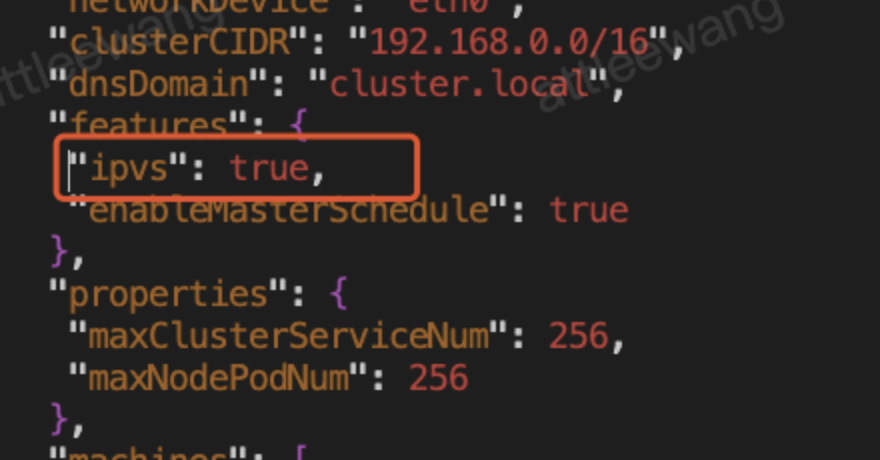 "networkDevice": "eth0",
"clusterCIDR": "192.168.0.0/16",
"dnsDomain": "cluster.local",
"features": {
"ipvs": true,
"enableMasterSchedule": true
},
"properties": {
"maxClusterServiceNum": 256,
"maxNodePodNum": 256
},
"machines": [
attleewang